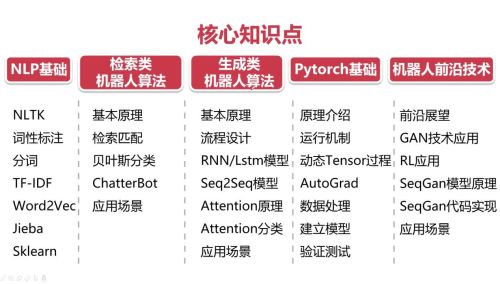 核心知识点
NLP基础
检索类
机器人算法
生成类
机器人算法
Pytorch基础
机器人前沿技术
NLTK
词性标注
分词
TF-IDF
Word2Vec
Jieba
Sklearn
基本原理
检索匹配
贝叶斯分类
ChatterBot
应用场景
基本原理
流程设计
RNN/Lstm模型
Seq2Seq模型
Attention原理
Attention分类
应用场景
原理介绍
运行机制
动态Tensor过程
AutoGrad
数据处理
建立模型
验证测试
前沿展望
GAN技术应用
RL应用
SeqGan模型原理
SeqGan代码实现
应用场景